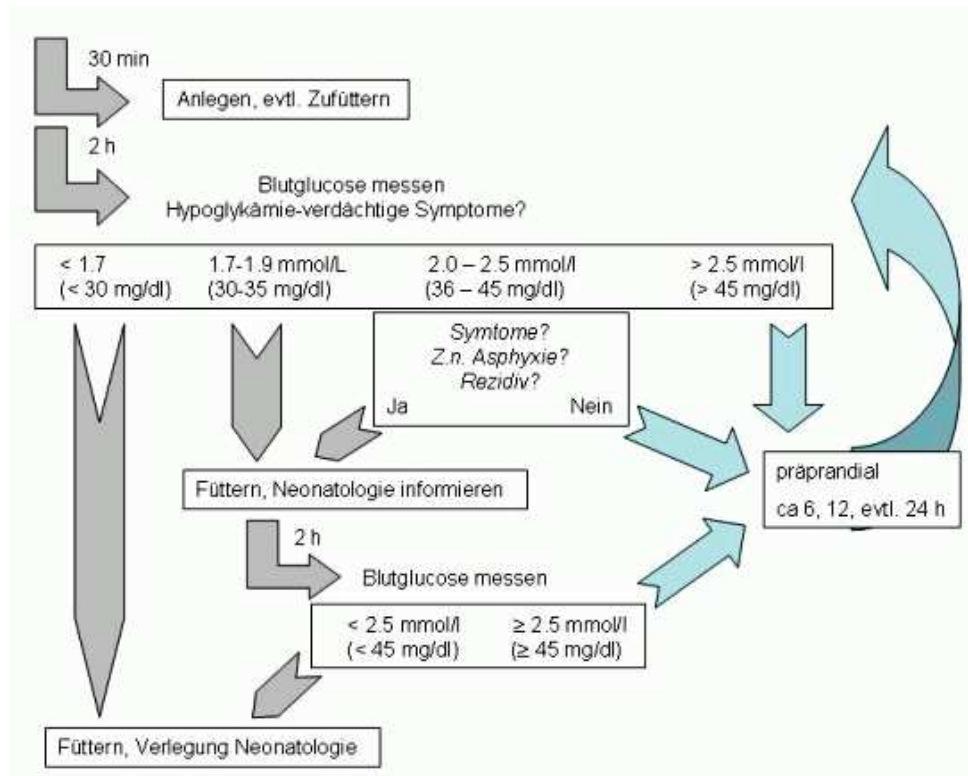 30 min
Anlegen, evtl. Zufüttern
2 h
Blutglucose messen
Hypoglykämie-verdächtige Symptome?
< 1.7
(< 30 mg/dl)
1.7-1.9 mmol/L
(30-35 mg/dl)
2.0 – 2.5 mmol/l
(36 – 45 mg/dl)
> 2.5 mmol/l
(> 45 mg/dl)
Symtome?
Z.n. Asphyxie?
Rezidiv?
Ja Nein
präprandial
ca 6, 12, evtl. 24 h
Füttern, Neonatologie informieren
2 h
Blutglucose messen
< 2.5 mmol/l
(< 45 mg/dl)
≥ 2.5 mmol/l
(≥ 45 mg/dl)
Füttern, Verlegung Neonatologie